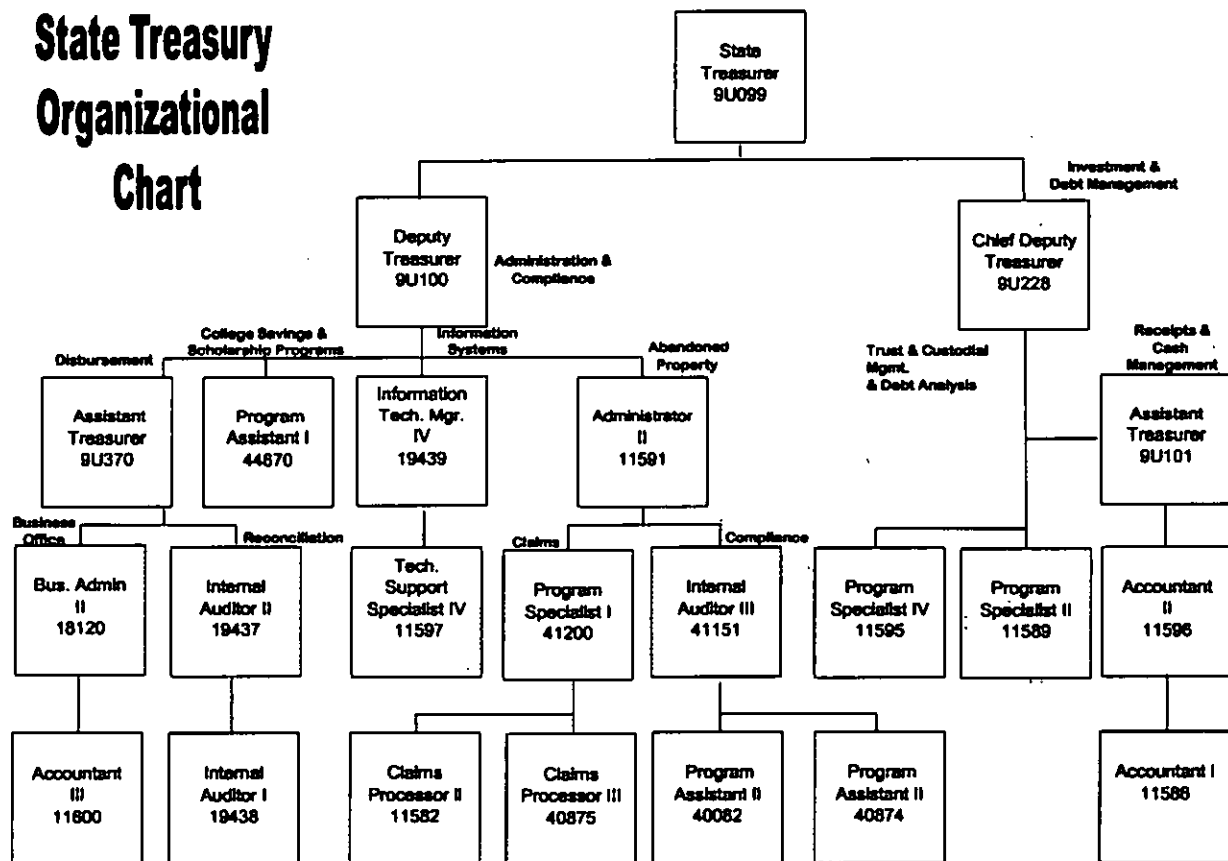 State Treasury
Organizational
Chart
State
Treasurer
9U099
Investment &
Debt Management
Deputy
Treasurer
9U100
Administration &
Compliance
Chief Deputy
Treasurer
9U228
Disbursement
College Savings &
Scholarship Programs
Information
Systems
Abandoned
Property
Trust & Custodial
Mgmt.
& Debt Analysis
Receipts &
Cash
Management
Assistant
Treasurer
9U370
Program
Assistant I
44670
Information
Tech. Mgr.
IV
19439
Administrator
II
11591
Assistant
Treasurer
9U101
Business
Office
Reconciliation
Claims
Compliance
Bus. Admin
II
18120
Internal
Auditor II
19437
Tech.
Support
Specialist IV
11597
Program
Specialist I
41200
Internal
Auditor III
41151
Program
Specialist IV
11595
Program
Specialist II
11589
Accountant
II
11596
Accountant
III
11600
Internal
Auditor I
19438
Claims
Processor II
11582
Claims
Processor III
40875
Program
Assistant II
40082
Program
Assistant II
40874
Accountant I
11586